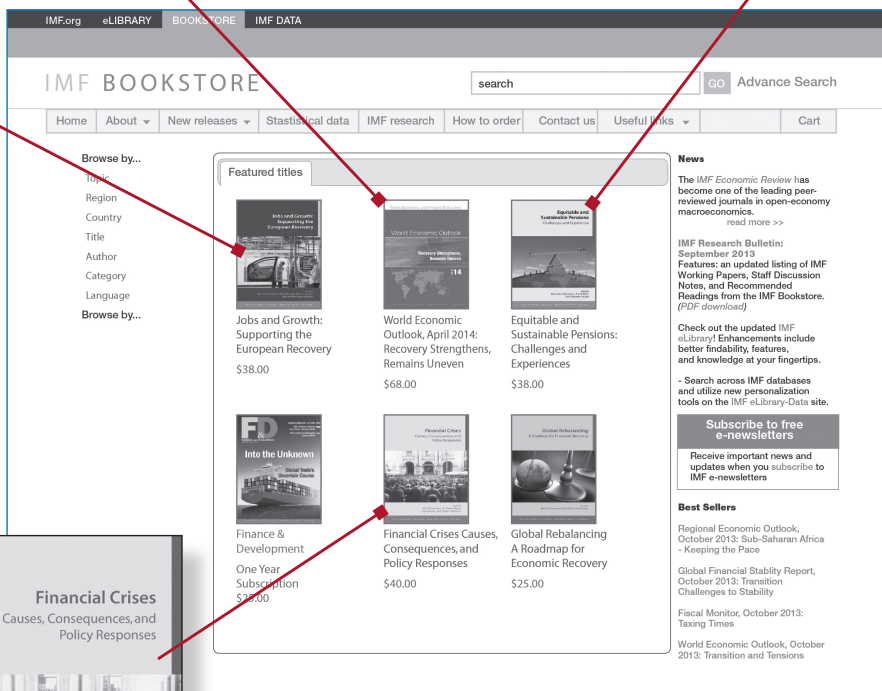 IMF.org eLIBRARY BOOKSTORE IMF DATA
IMF BOOKSTORE
search GO Advance Search
Home About New releases Stastistical data IMF research How to order Contact us Useful links Cart
Browse by...
Topic
Region
Country
Title
Author
Category
Language
Browse by...
Featured titles
Jobs and Growth:
Supporting the
European Recovery
Jobs and Growth:
Supporting the
European Recovery
$38.00
World Economic and Financial Surveys
World Economic Outlook
Recovery Strengthens,
Remains Uneven
14
World Economic
Outlook, April 2014:
Recovery Strengthens,
Remains Uneven
$68.00
Equitable and
Sustainable Pensions
Challenges and Experience
Equitable and
Sustainable Pensions:
Challenges and
Experiences
$38.00
F&D
Into the Unknown
Global Trade's
Uncertain Course
Finance &
Development
One Year
Subscription
$25.00
Financial Crises
Causes, Consequences, and
Policy Responses
Financial Crises Causes,
Consequences, and
Policy Responses
$40.00
Global Rebalancing
A Roadmap for Economic Recovery
Global Rebalancing
A Roadmap for
Economic Recovery
$25.00
News
The IMF Economic Review has
become one of the leading peer-
reviewed journals in open-economy
macroeconomics.
read more >>
IMF Research Bulletin:
September 2013
Features: an updated listing of IMF
Working Papers, Staff Discussion
Notes, and Recommended
Readings from the IMF Bookstore.
(PDF download)
Check out the updated IMF
eLibrary! Enhancements include
better findability, features,
and knowledge at your fingertips.
- Search across IMF databases
and utilize new personalization
tools on the IMF eLibrary-Data site.
Subscribe to free
e-newsletters
Receive important news and
updates when you subscribe to
IMF e-newsletters
Best Sellers
Regional Economic Outlook,
October 2013: Sub-Saharan Africa
- Keeping the Pace
Global Financial Stablity Report,
October 2013: Transition
Challenges to Stability
Fiscal Monitor, October 2013:
Taxing Times
World Economic Outlook, October
2013: Transition and Tensions
Financial Crises
Causes, Consequences, and
Policy Responses